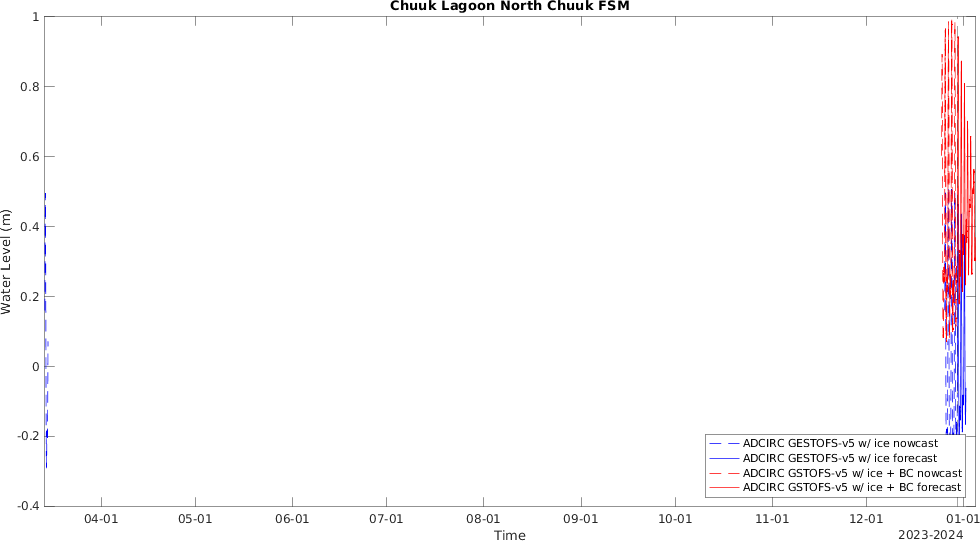 Chuuk Lagoon North Chuuk FSM
1
0.8
0.6
0.4
0.2
0
-0.2
-0.4
Water Level (m)
ADCIRC GESTOFS-v5 w/ ice nowcast
ADCIRC GESTOFS-v5 w/ ice forecast
ADCIRC GSTOFS-v5 w/ ice + BC nowcast
ADCIRC GSTOFS-v5 w/ ice + BC forecast
04-01 05-01 06-01 07-01 08-01 09-01 10-01 11-01 12-01 01-01
Time
2023-2024